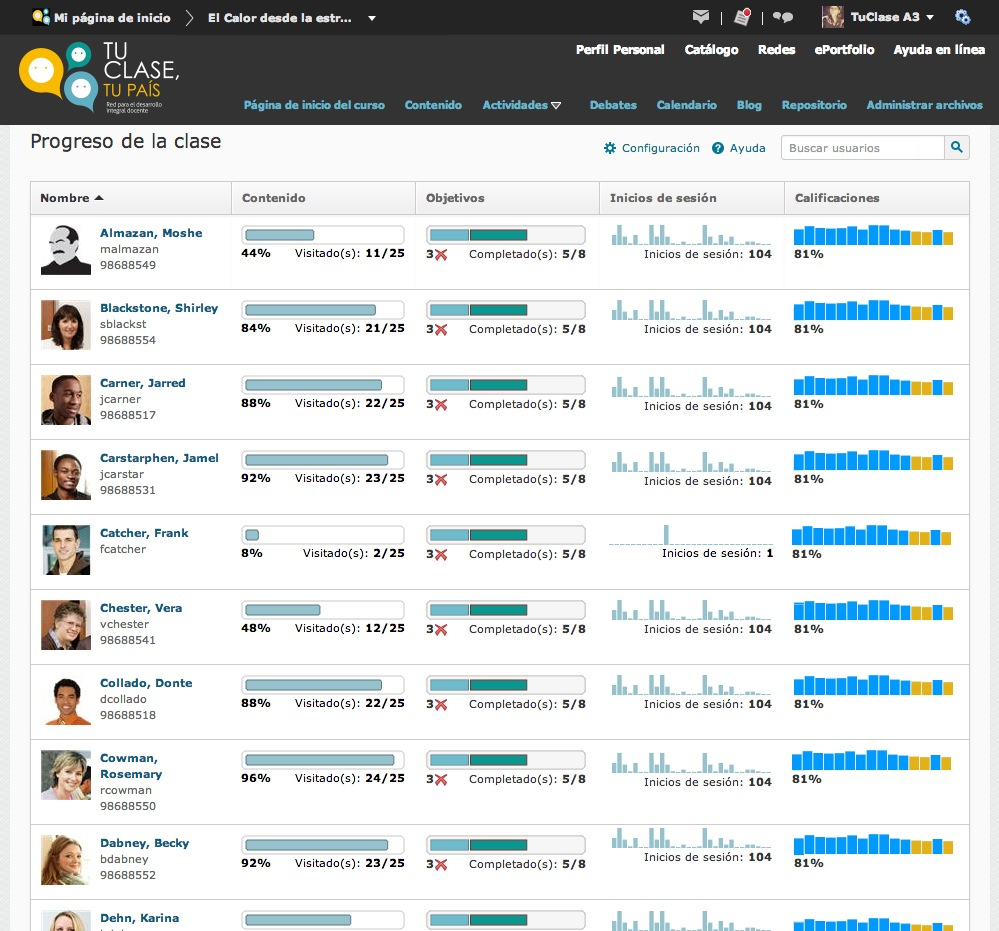 Mi página de inicio
El Calor desde la estr...
TuClase A3
TU
CLASE,
TU PAÍS
Red para el desarrollo
integral docente
Perfil Personal Catálogo Redes ePortfolio Ayuda en línea
Página de inicio del curso Contenido Actividades Debates Calendario Blog Repositorio Administrar archivos
Progreso de la clase
Configuración Ayuda Buscar usuarios
Nombre Contenido Objetivos Inicios de sesión Calificaciones
Almazan, Moshe
malmazan
98688549
44% Visitado(s): 11/25
3 Completado(s): 5/8
Inicios de sesión: 104
81%
Blackstone, Shirley
sblackst
98688554
84% Visitado(s): 21/25
3 Completado(s): 5/8
Inicios de sesión: 104
81%
Carner, Jarred
jcarner
98688517
88% Visitado(s): 22/25
3 Completado(s): 5/8
Inicios de sesión: 104
81%
Carstarphen, Jamel
jcarstar
98688531
92% Visitado(s): 23/25
3 Completado(s): 5/8
Inicios de sesión: 104
81%
Catcher, Frank
fcatcher
8% Visitado(s): 2/25
3 Completado(s): 5/8
Inicios de sesión: 1
81%
Chester, Vera
vchester
98688541
48% Visitado(s): 12/25
3 Completado(s): 5/8
Inicios de sesión: 104
81%
Collado, Donte
dcollado
98688518
88% Visitado(s): 22/25
3 Completado(s): 5/8
Inicios de sesión: 104
81%
Cowman,
Rosemary
rcowman
98688550
96% Visitado(s): 24/25
3 Completado(s): 5/8
Inicios de sesión: 104
81%
Dabney, Becky
bdabney
98688552
92% Visitado(s): 23/25
3 Completado(s): 5/8
Inicios de sesión: 104
81%
Dehn, Karina